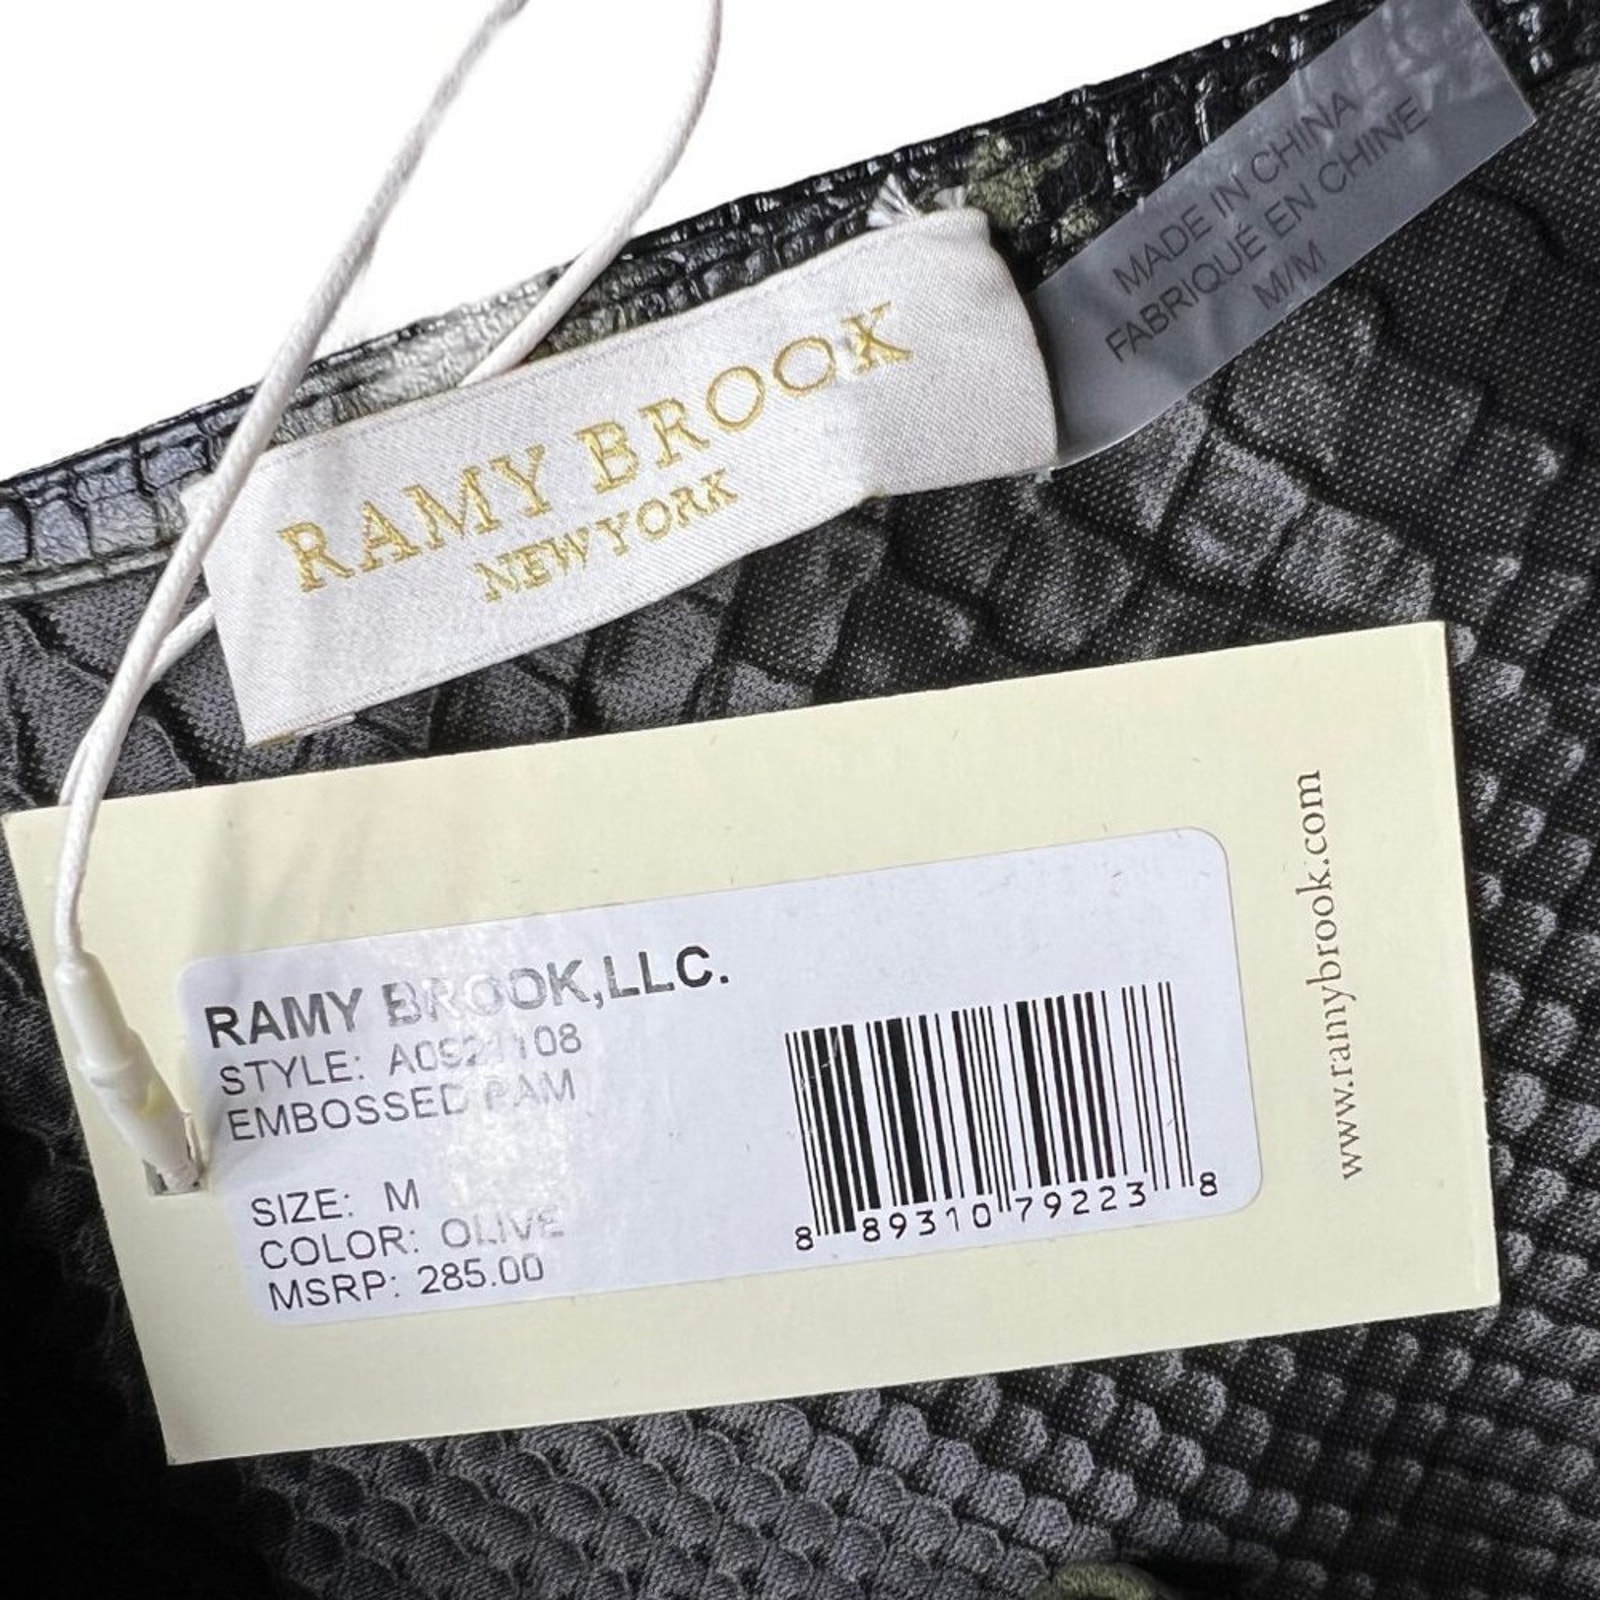 RAMY BROOK
NEW YORK
MADE IN CHINA
FABRIQUÉ EN CHINE
M/M
RAMY BROOK,LLC.
STYLE: A0921108
EMBOSSED PAM
SIZE: M
COLOR: OLIVE
MSRP: 285.00
8 89310 79223 8
www.ramybrook.com